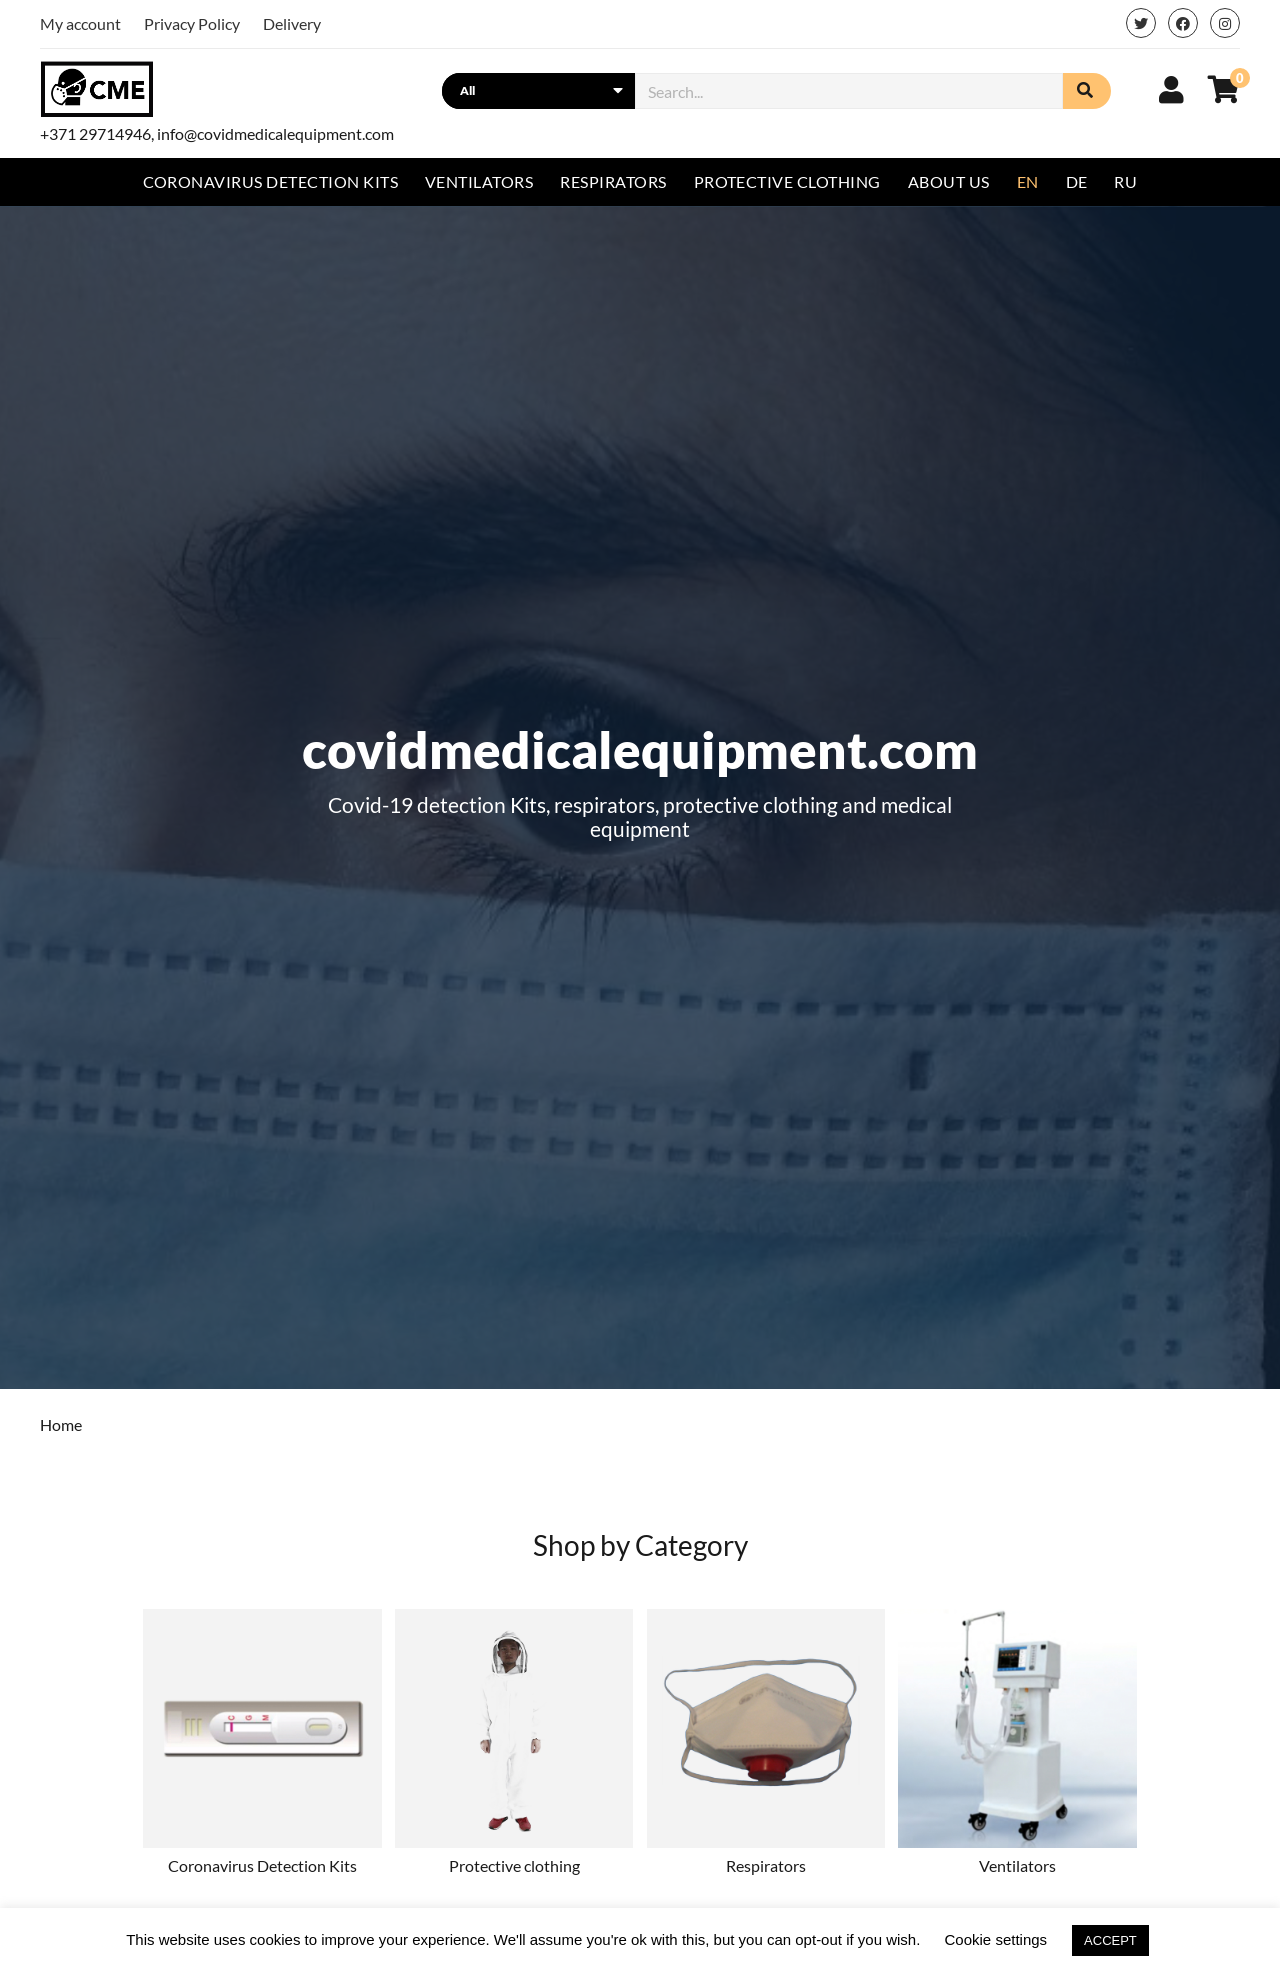 My account Privacy Policy Delivery
CME
All
Search...
0
+371 29714946, info@covidmedicalequipment.com
CORONAVIRUS DETECTION KITS VENTILATORS RESPIRATORS PROTECTIVE CLOTHING ABOUT US EN DE RU
covidmedicalequipment.com
Covid-19 detection Kits, respirators, protective clothing and medical
equipment
Home
Shop by Category
C G M
Coronavirus Detection Kits
Protective clothing
Respirators
Ventilators
This website uses cookies to improve your experience. We'll assume you're ok with this, but you can opt-out if you wish. Cookie settings ACCEPT